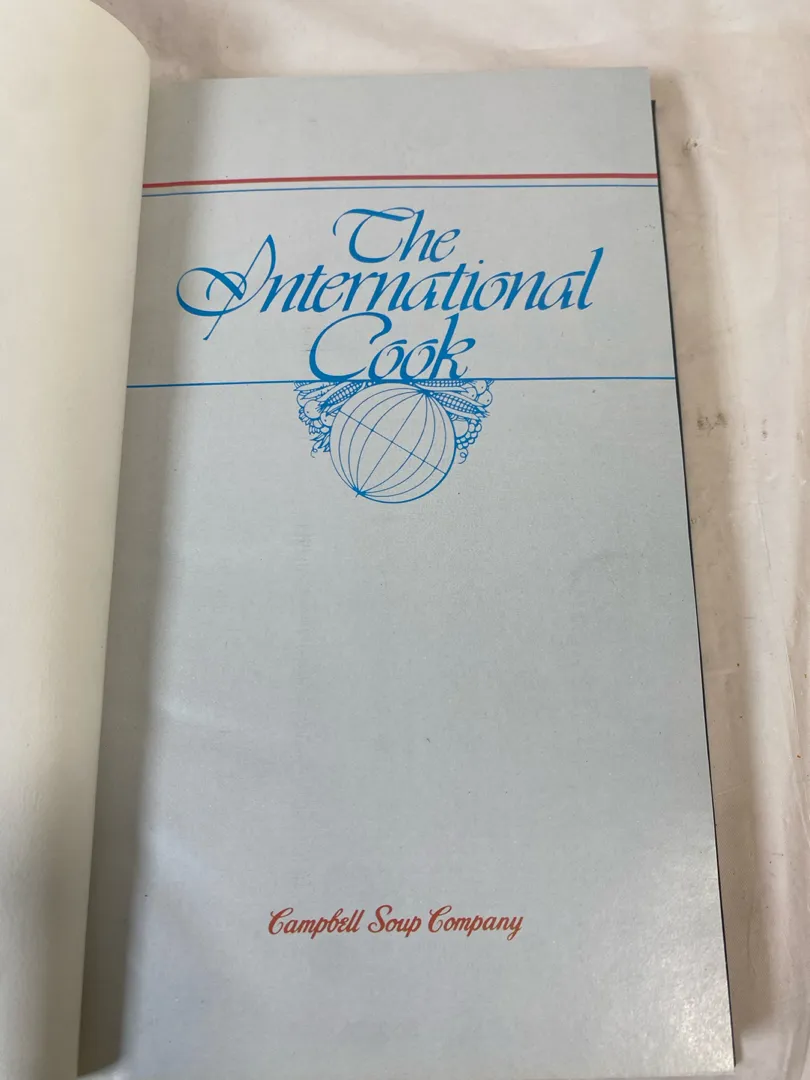 The
International
Cook
Campbell Soup Company